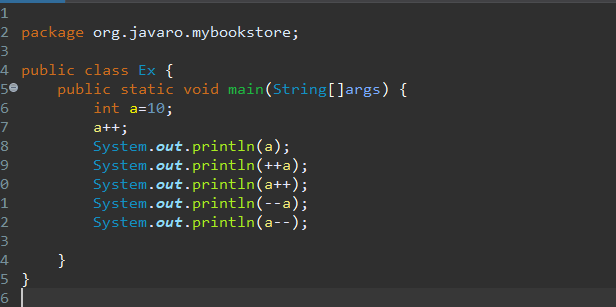 1
2 package org.javaro.mybookstore;
3
4 public class Ex {
5 public static void main(String[]args) {
6 int a=10;
7 a++;
8 System.out.println(a);
9 System.out.println(++a);
0 System.out.println(a++);
1 System.out.println(--a);
2 System.out.println(a--);
3
4 }
5 }
6